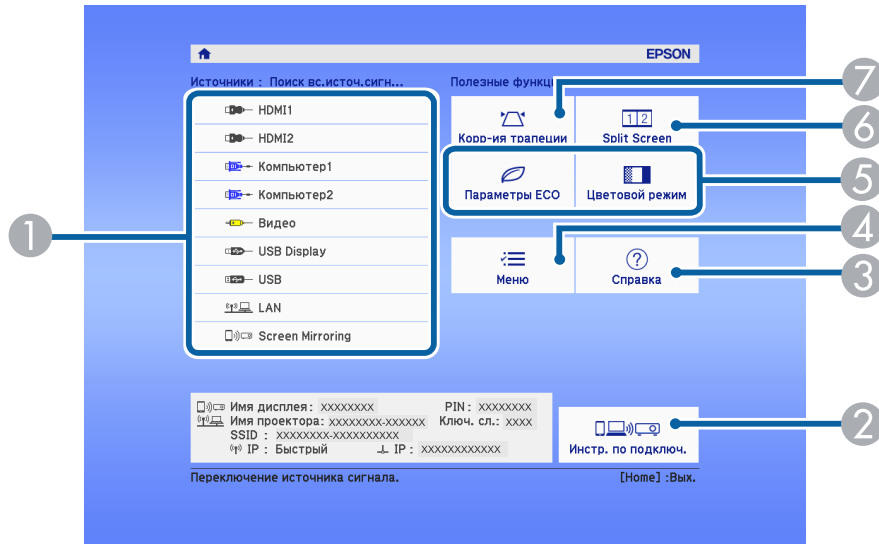 EPSON
Источники : Поиск вс.источ.сигн...
Полезные функц
HDMI1
HDMI2
Компьютер1
Компьютер2
Видео
USB Display
USB
LAN
Screen Mirroring
Корр-ия трапеции
1 2
Split Screen
Параметры ECO
Цветовой режим
Меню
?
Справка
7
6
5
4
3
1
2
Имя дисплея: XXXXXXXX
PIN : XXXXXXXX
Имя проектора: XXXXXXXX-XXXXXX
Ключ. сл.: XXXX
SSID : XXXXXXXX-XXXXXXXXXX
IP : Быстрый
IP : XXXXXXXXXXXX
Инстр. по подключ.
Переключение источника сигнала.
[Home] :Вых.